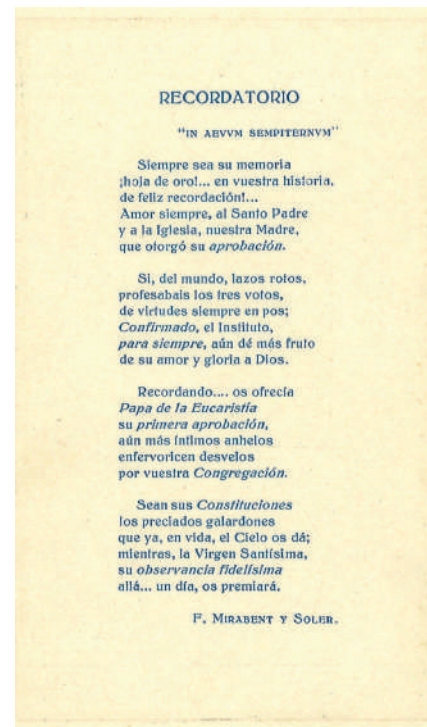 RECORDATORIO
"IN AEVVM SEMPITERNVM"
Siempre sea su memoria
¡hoja de oro!... en vuestra historia,
de feliz recordación!...
Amor siempre, al Santo Padre
y a la Iglesia, nuestra Madre,
que otorgó su aprobación.
Si, del mundo, lazos rotos,
profesabais los tres votos,
de virtudes siempre en pos;
Confirmado, el Instituto,
para siempre, aún dé más fruto
de su amor y gloria a Dios.
Recordando.... os ofrecía
Papa de la Eucaristía
su primera aprobación,
aún más íntimos anhelos
enfervoricen desvelos
por vuestra Congregación.
Sean sus Constituciones
los preciados galardones
que ya, en vida, el Cielo os dá;
mientras, la Virgen Santísima,
su observancia fidelísima
allá... un día, os premiará.
F. MIRABENT Y SOLER.